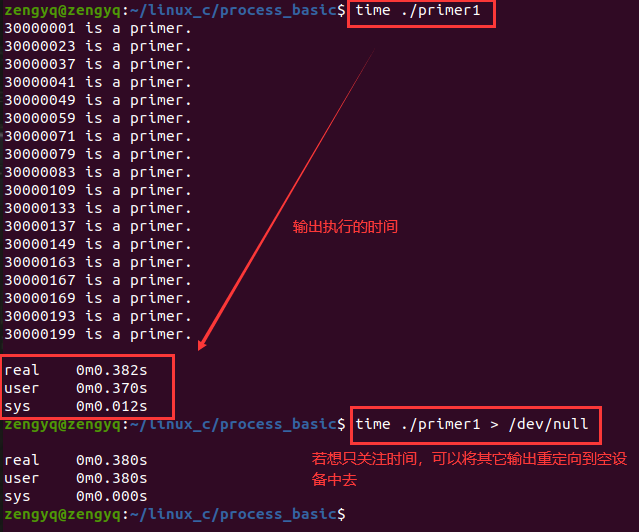 zengyq@zengyq:~/linux_c/process_basic$ time ./primer1
30000001 is a primer.
30000023 is a primer.
30000037 is a primer.
30000041 is a primer.
30000049 is a primer.
30000059 is a primer.
30000071 is a primer.
30000079 is a primer.
30000083 is a primer.
30000109 is a primer.
30000133 is a primer.
30000137 is a primer.
30000149 is a primer.
30000163 is a primer.
30000167 is a primer.
30000169 is a primer.
30000193 is a primer.
30000199 is a primer.
输出执行的时间
real    0m0.382s
user    0m0.370s
sys     0m0.012s
zengyq@zengyq:~/linux_c/process_basic$ time ./primer1 > /dev/null
若想只关注时间，可以将其它输出重定向到空设
备中去
real    0m0.380s
user    0m0.380s
sys     0m0.000s
zengyq@zengyq:~/linux_c/process_basic$